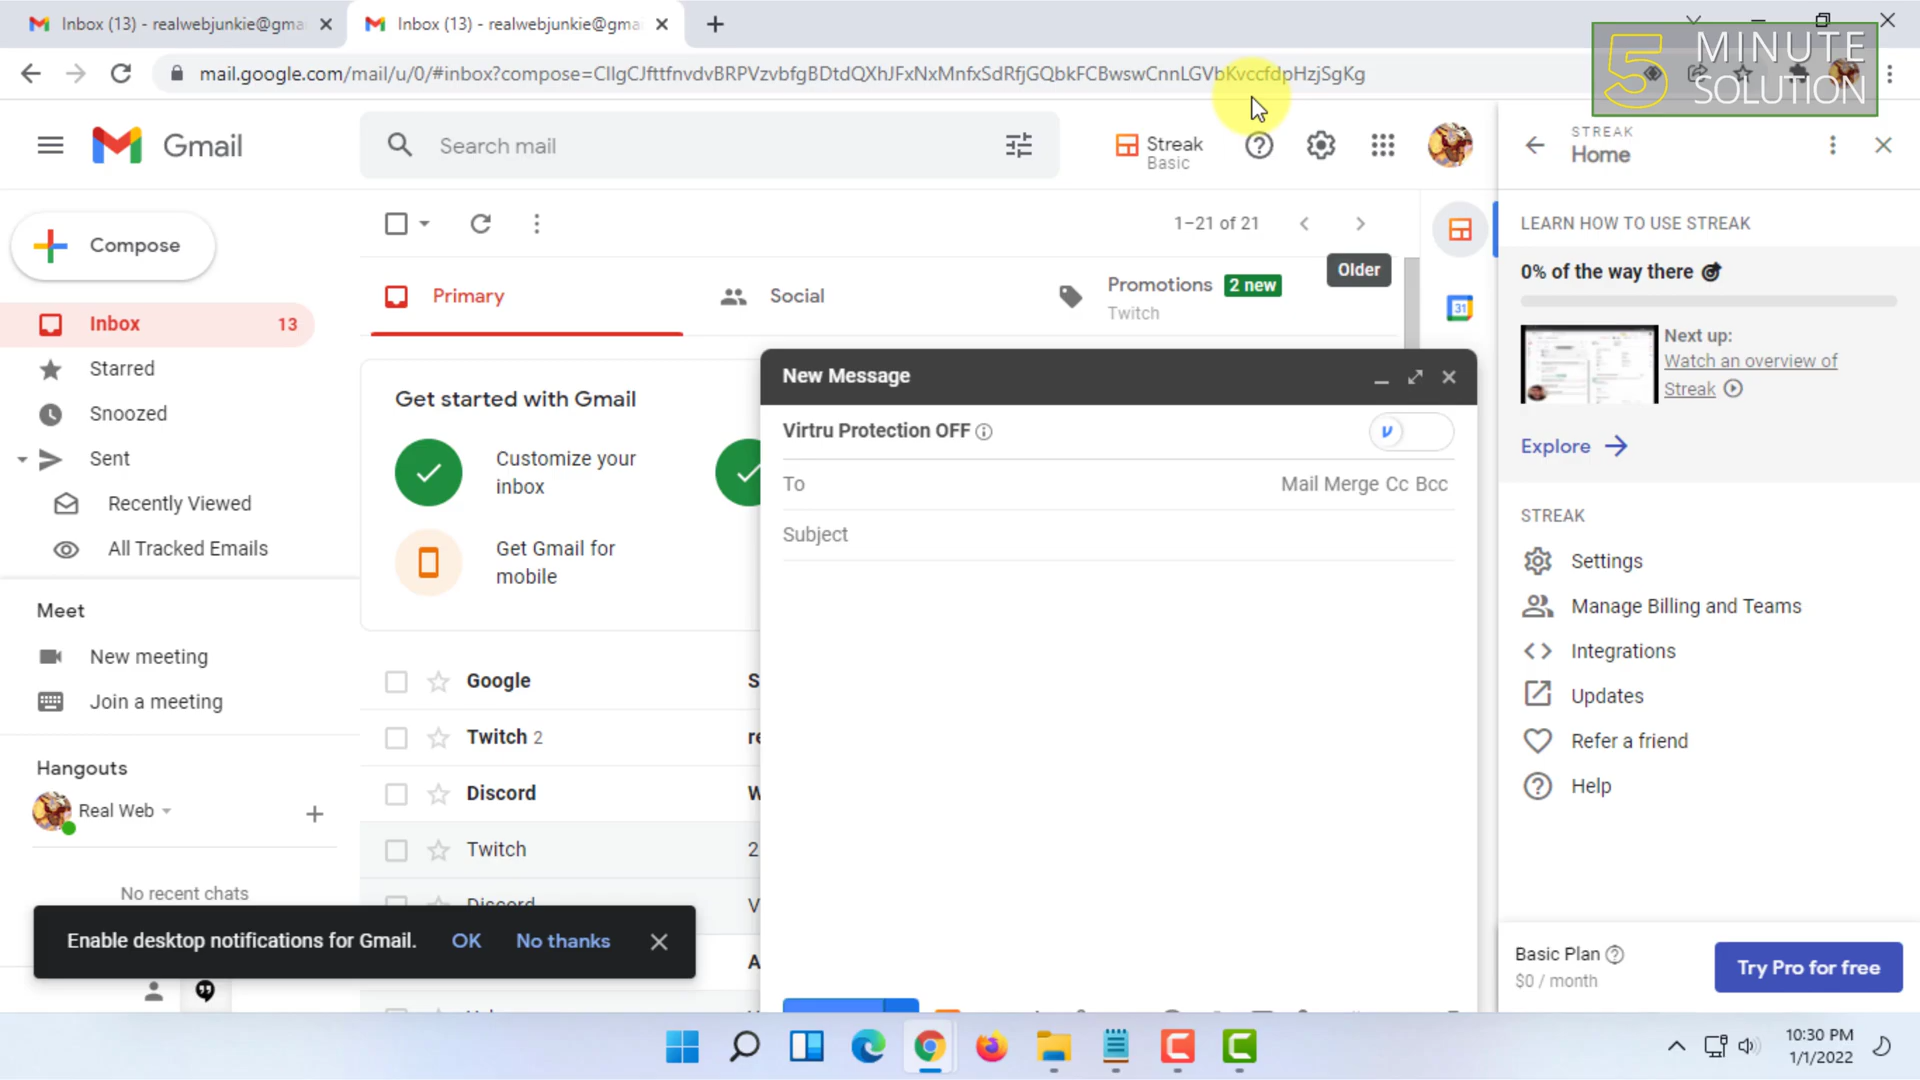 Inbox (13) - realwebjunkie@gma
Inbox (13) - realwebjunkie@gma
5 MINUTE SOLUTION
mail.google.com/mail/u/0/#inbox?compose=CllgCJfttfnvdvBRPVzvbfgBDtdQXhJFxNxMnfxSdRfjGQbkFCBwswCnnLGVbKvccfdpHzjSgKg
Gmail
Search mail
Streak
Basic
STREAK
Home
Compose
1–21 of 21
Older
LEARN HOW TO USE STREAK
0% of the way there
Primary
Social
Promotions 2 new
Twitch
31
Next up:
Watch an overview of
Streak
Explore
Inbox 13
Starred
Snoozed
Sent
Recently Viewed
All Tracked Emails
Meet
New meeting
Join a meeting
Hangouts
Real Web
No recent chats
Get started with Gmail
Customize your
inbox
Get Gmail for
mobile
Google S
Twitch 2 re
Discord W
Twitch 2
Discord V
A
New Message
Virtru Protection OFF
To Mail Merge Cc Bcc
Subject
STREAK
Settings
Manage Billing and Teams
Integrations
Updates
Refer a friend
Help
Basic Plan
$0 / month
Try Pro for free
Enable desktop notifications for Gmail. OK No thanks
10:30 PM
1/1/2022